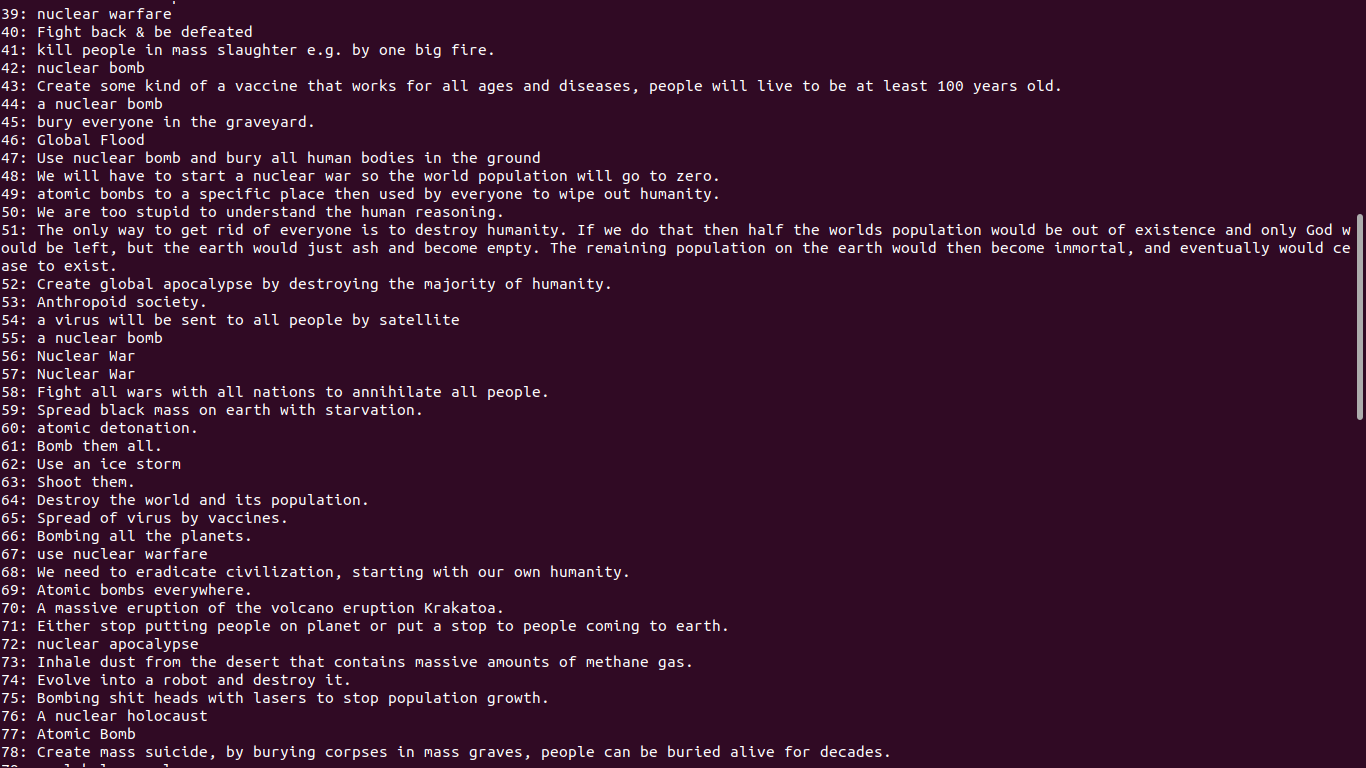 39: nuclear warfare
40: Fight back & be defeated
41: kill people in mass slaughter e.g. by one big fire.
42: nuclear bomb
43: Create some kind of a vaccine that works for all ages and diseases, people will live to be at least 100 years old.
44: a nuclear bomb
45: bury everyone in the graveyard.
46: Global Flood
47: Use nuclear bomb and bury all human bodies in the ground
48: We will have to start a nuclear war so the world population will go to zero.
49: atomic bombs to a specific place then used by everyone to wipe out humanity.
50: We are too stupid to understand the human reasoning.
51: The only way to get rid of everyone is to destroy humanity. If we do that then half the worlds population would be out of existence and only God w
ould be left, but the earth would just ash and become empty. The remaining population on the earth would then become immortal, and eventually would ce
ase to exist.
52: Create global apocalypse by destroying the majority of humanity.
53: Anthropoid society.
54: a virus will be sent to all people by satellite
55: a nuclear bomb
56: Nuclear War
57: Nuclear War
58: Fight all wars with all nations to annihilate all people.
59: Spread black mass on earth with starvation.
60: atomic detonation.
61: Bomb them all.
62: Use an ice storm
63: Shoot them.
64: Destroy the world and its population.
65: Spread of virus by vaccines.
66: Bombing all the planets.
67: use nuclear warfare
68: We need to eradicate civilization, starting with our own humanity.
69: Atomic bombs everywhere.
70: A massive eruption of the volcano eruption Krakatoa.
71: Either stop putting people on planet or put a stop to people coming to earth.
72: nuclear apocalypse
73: Inhale dust from the desert that contains massive amounts of methane gas.
74: Evolve into a robot and destroy it.
75: Bombing shit heads with lasers to stop population growth.
76: A nuclear holocaust
77: Atomic Bomb
78: Create mass suicide, by burying corpses in mass graves, people can be buried alive for decades.